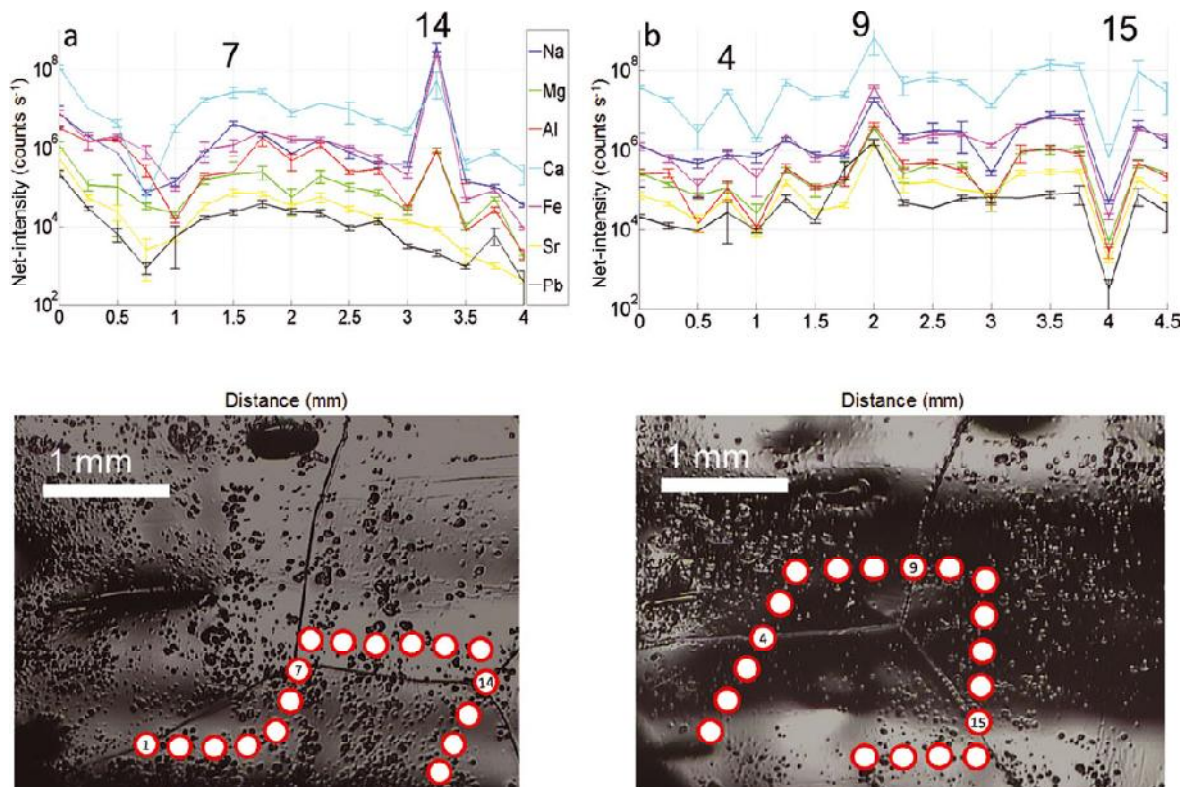 a
7
14
Net-intensity (counts s⁻¹)
10⁸
10⁶
10⁴
10²
0 0.5 1 1.5 2 2.5 3 3.5 4
Na
Mg
Al
Ca
Fe
Sr
Pb
Distance (mm)
b
4
9
15
Net-intensity (counts s⁻¹)
10⁸
10⁶
10⁴
10²
0 0.5 1 1.5 2 2.5 3 3.5 4 4.5
Distance (mm)
1 mm
7
14
1
1 mm
9
4
15